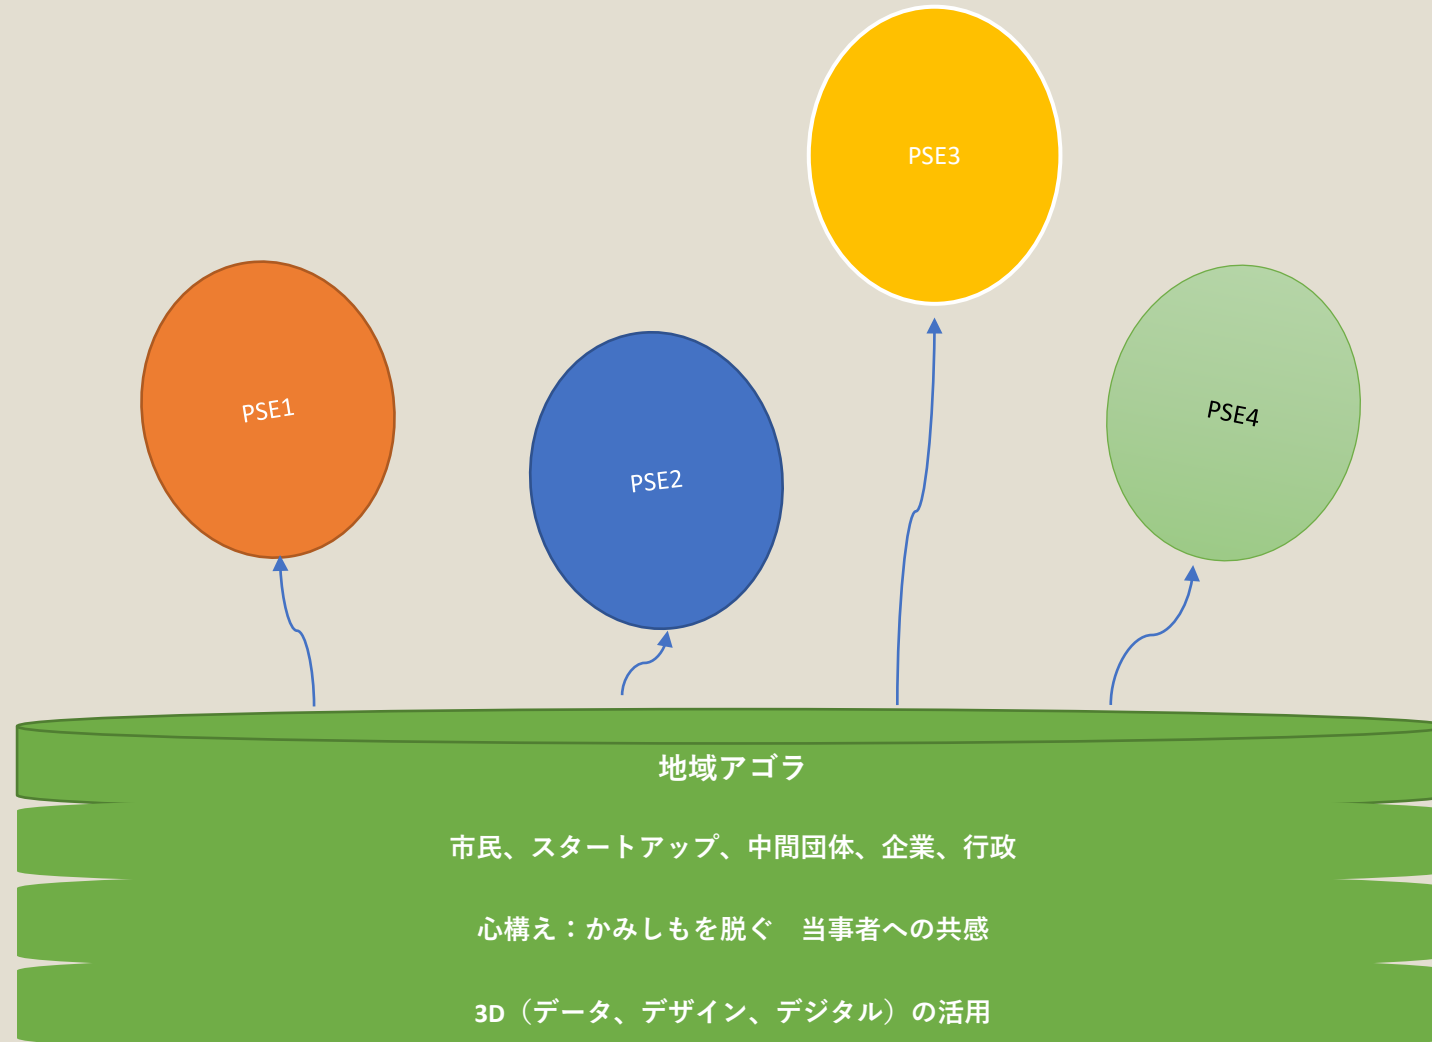 PSE3
PSE1
PSE2
PSE4
地域アゴラ
市民、スタートアップ、中間団体、企業、行政
心構え：かみしもを脱ぐ　当事者への共感
3D（データ、デザイン、デジタル）の活用